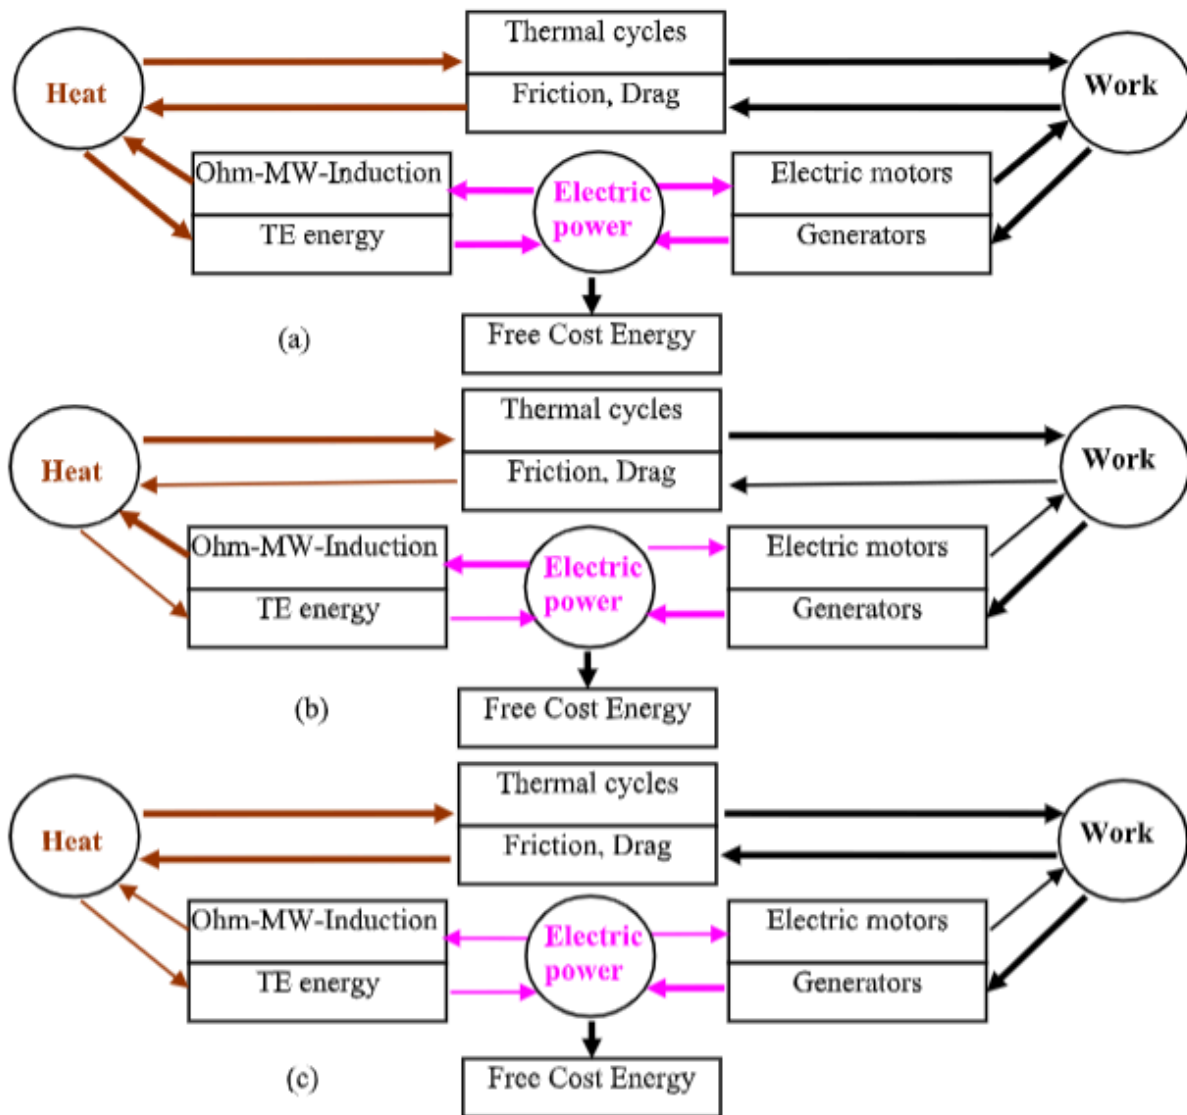 Thermal cycles
Heat
Friction, Drag
Work
Ohm-MW-Induction
Electric
power
Electric motors
TE energy
Generators
(a)
Free Cost Energy
Thermal cycles
Heat
Friction, Drag
Work
Ohm-MW-Induction
Electric
power
Electric motors
TE energy
Generators
(b)
Free Cost Energy
Thermal cycles
Heat
Friction, Drag
Work
Ohm-MW-Induction
Electric
power
Electric motors
TE energy
Generators
(c)
Free Cost Energy